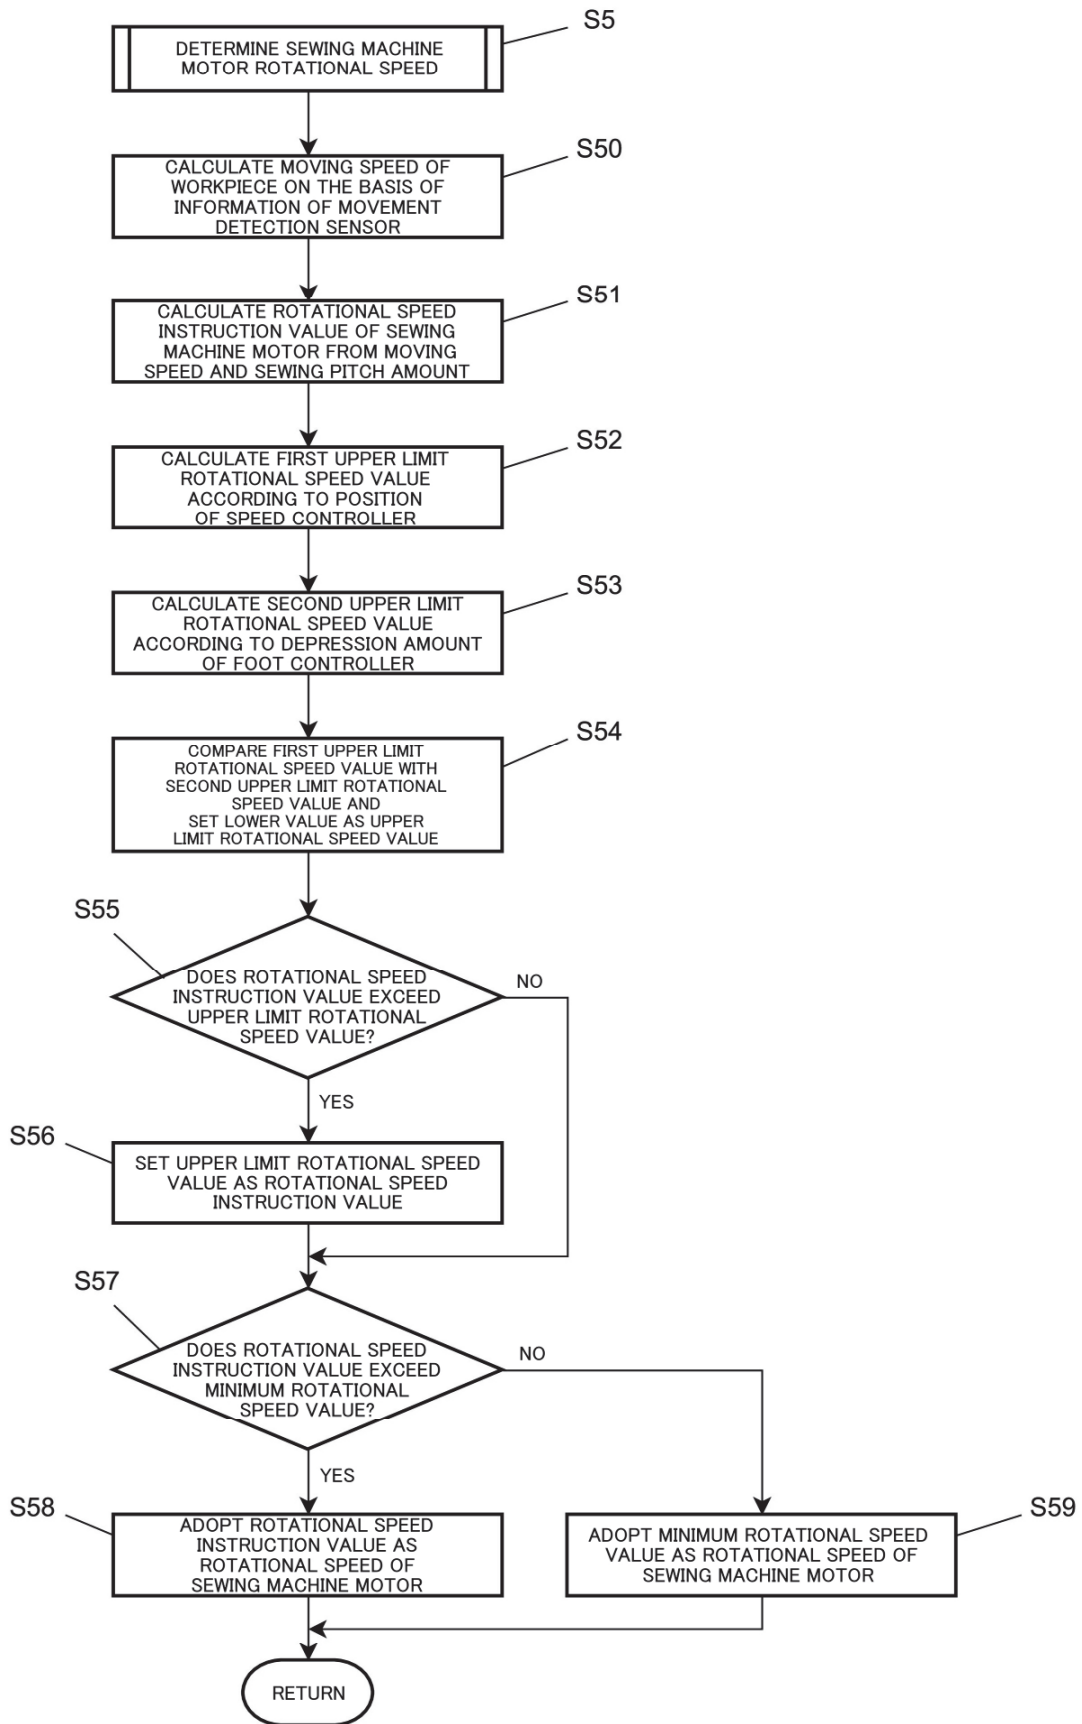 S5
DETERMINE SEWING MACHINE
MOTOR ROTATIONAL SPEED
S50
CALCULATE MOVING SPEED OF
WORKPIECE ON THE BASIS OF
INFORMATION OF MOVEMENT
DETECTION SENSOR
S51
CALCULATE ROTATIONAL SPEED
INSTRUCTION VALUE OF SEWING
MACHINE MOTOR FROM MOVING
SPEED AND SEWING PITCH AMOUNT
S52
CALCULATE FIRST UPPER LIMIT
ROTATIONAL SPEED VALUE
ACCORDING TO POSITION
OF SPEED CONTROLLER
S53
CALCULATE SECOND UPPER LIMIT
ROTATIONAL SPEED VALUE
ACCORDING TO DEPRESSION AMOUNT
OF FOOT CONTROLLER
S54
COMPARE FIRST UPPER LIMIT
ROTATIONAL SPEED VALUE WITH
SECOND UPPER LIMIT ROTATIONAL
SPEED VALUE AND
SET LOWER VALUE AS UPPER
LIMIT ROTATIONAL SPEED VALUE
S55
DOES ROTATIONAL SPEED
INSTRUCTION VALUE EXCEED
UPPER LIMIT ROTATIONAL
SPEED VALUE?
NO
YES
S56
SET UPPER LIMIT ROTATIONAL SPEED
VALUE AS ROTATIONAL SPEED
INSTRUCTION VALUE
S57
DOES ROTATIONAL SPEED
INSTRUCTION VALUE EXCEED
MINIMUM ROTATIONAL
SPEED VALUE?
NO
YES
S58
ADOPT ROTATIONAL SPEED
INSTRUCTION VALUE AS
ROTATIONAL SPEED OF
SEWING MACHINE MOTOR
S59
ADOPT MINIMUM ROTATIONAL SPEED
VALUE AS ROTATIONAL SPEED OF
SEWING MACHINE MOTOR
RETURN